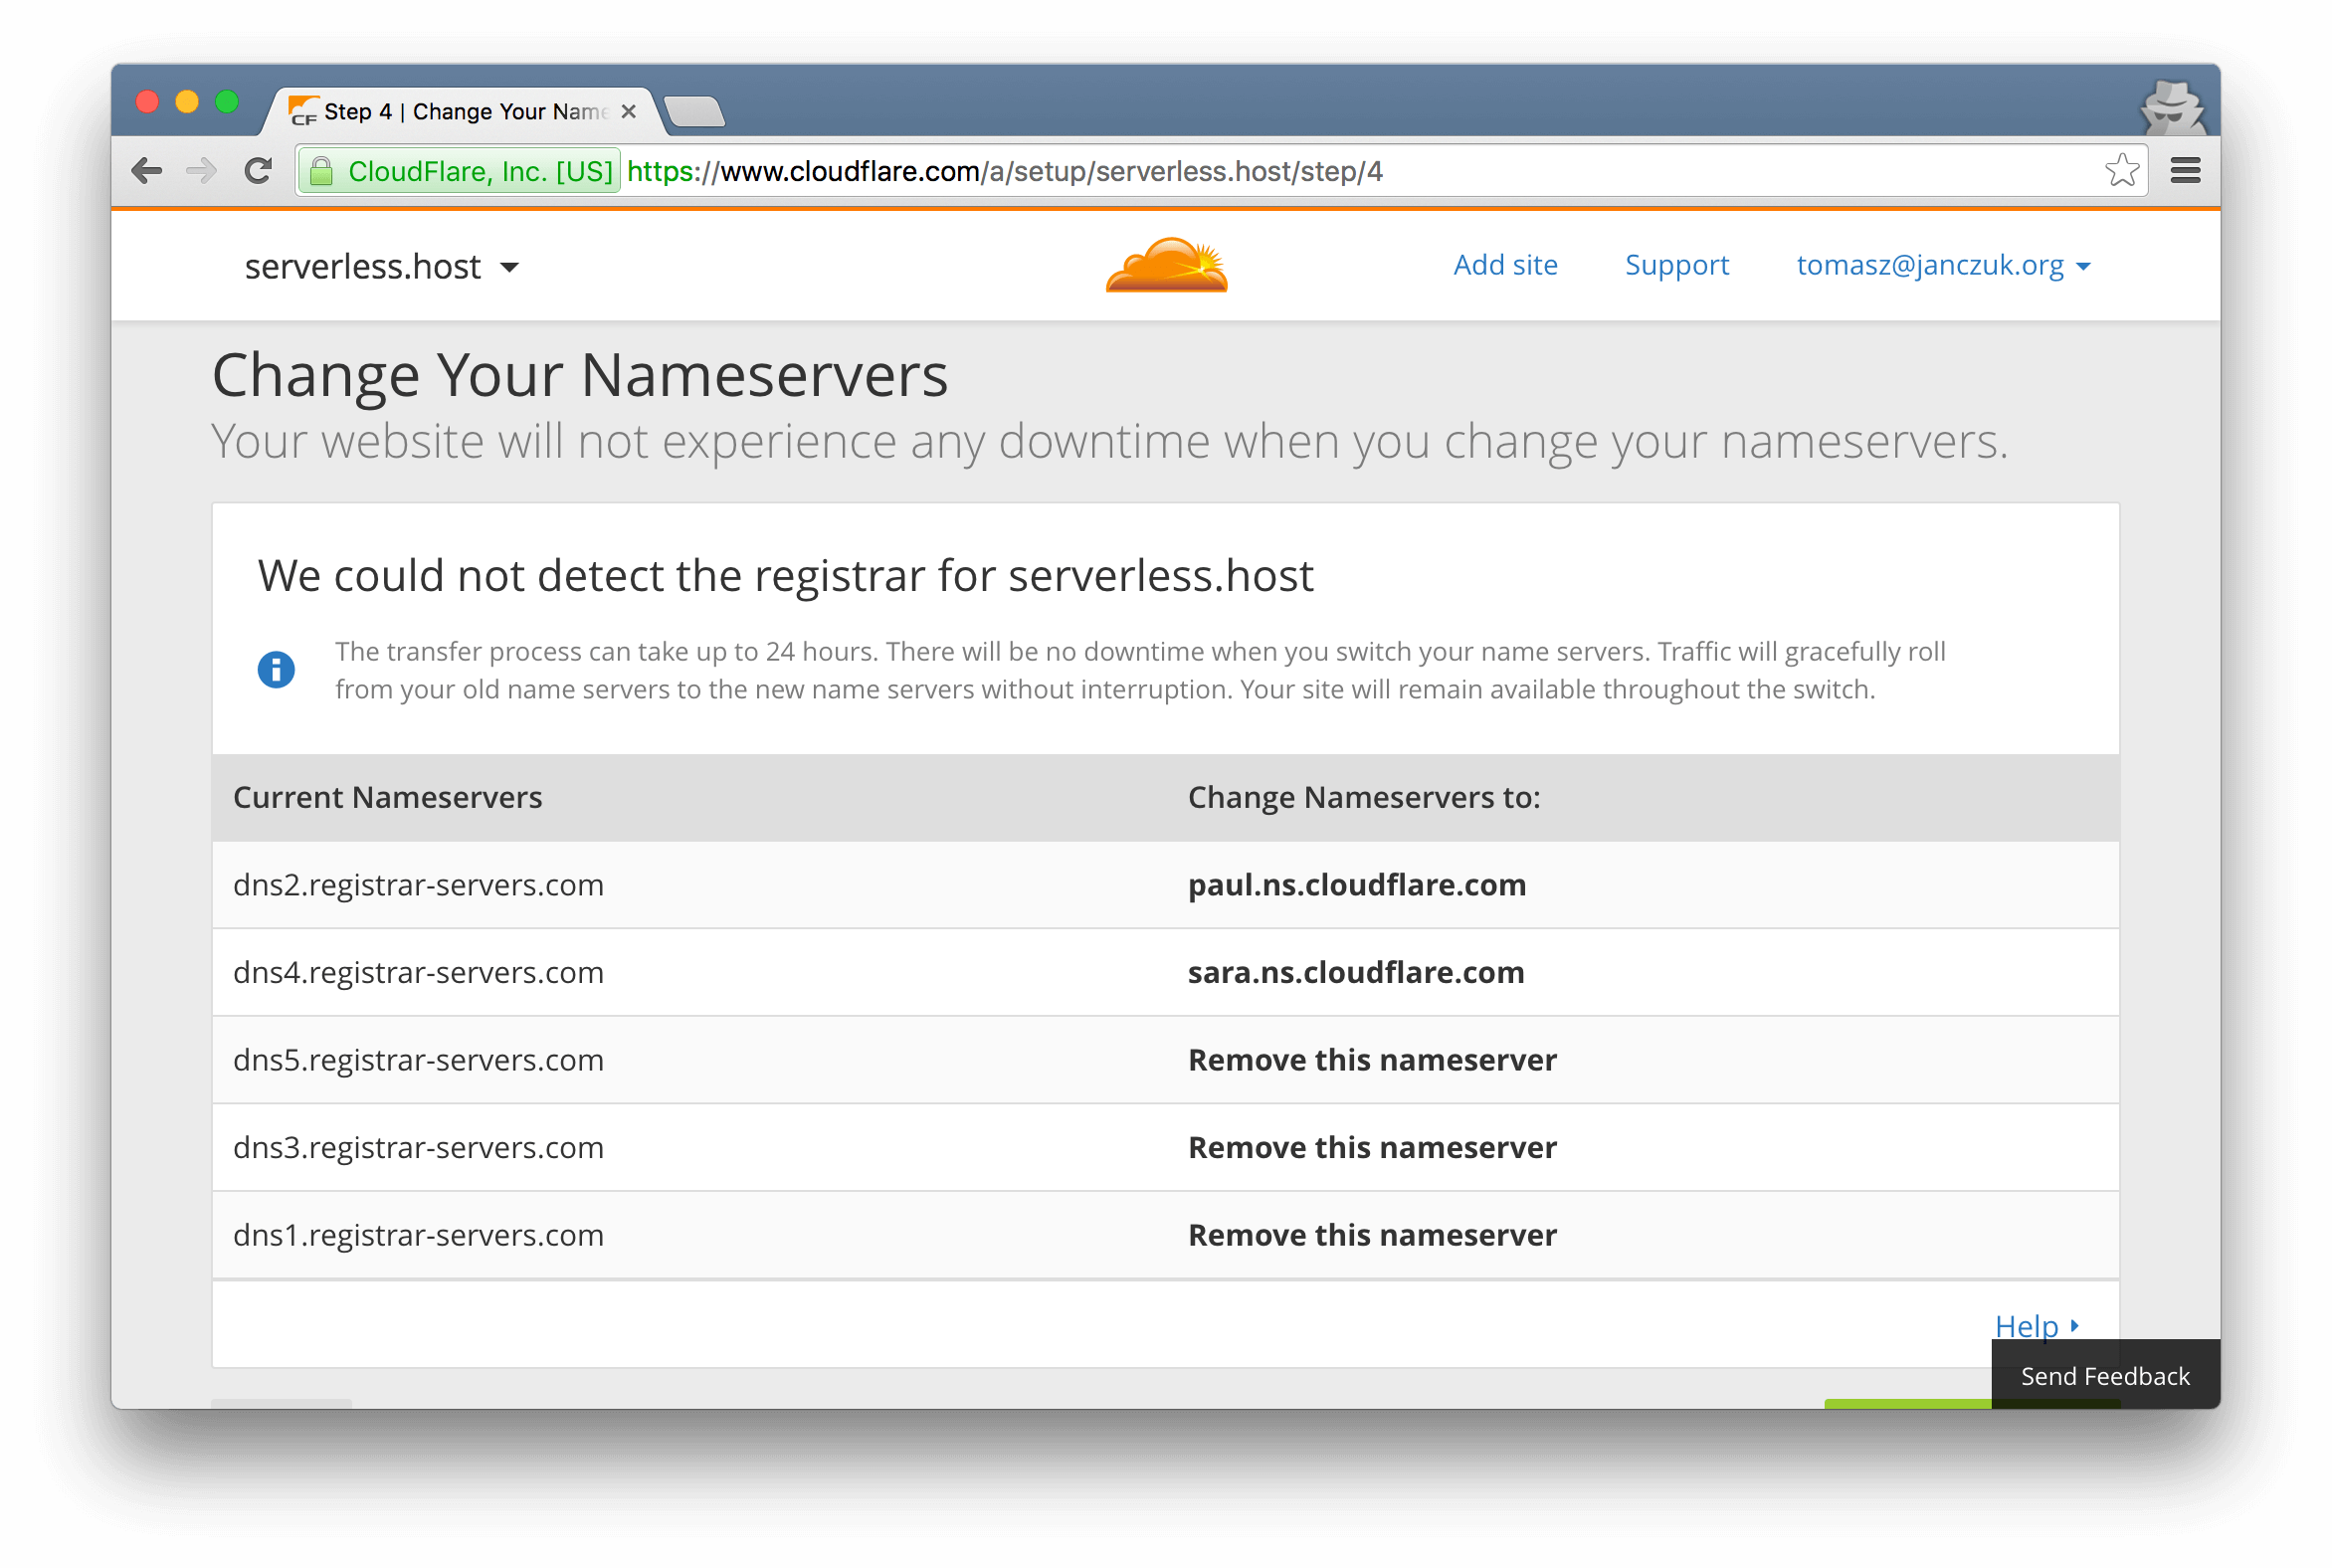 CF Step 4 | Change Your Name
CloudFlare, Inc. [US] https://www.cloudflare.com/a/setup/serverless.host/step/4
serverless.host
Add site Support tomasz@janczuk.org
Change Your Nameservers
Your website will not experience any downtime when you change your nameservers.
We could not detect the registrar for serverless.host
The transfer process can take up to 24 hours. There will be no downtime when you switch your name servers. Traffic will gracefully roll
from your old name servers to the new name servers without interruption. Your site will remain available throughout the switch.
Current Nameservers Change Nameservers to:
dns2.registrar-servers.com paul.ns.cloudflare.com
dns4.registrar-servers.com sara.ns.cloudflare.com
dns5.registrar-servers.com Remove this nameserver
dns3.registrar-servers.com Remove this nameserver
dns1.registrar-servers.com Remove this nameserver
Help
Send Feedback